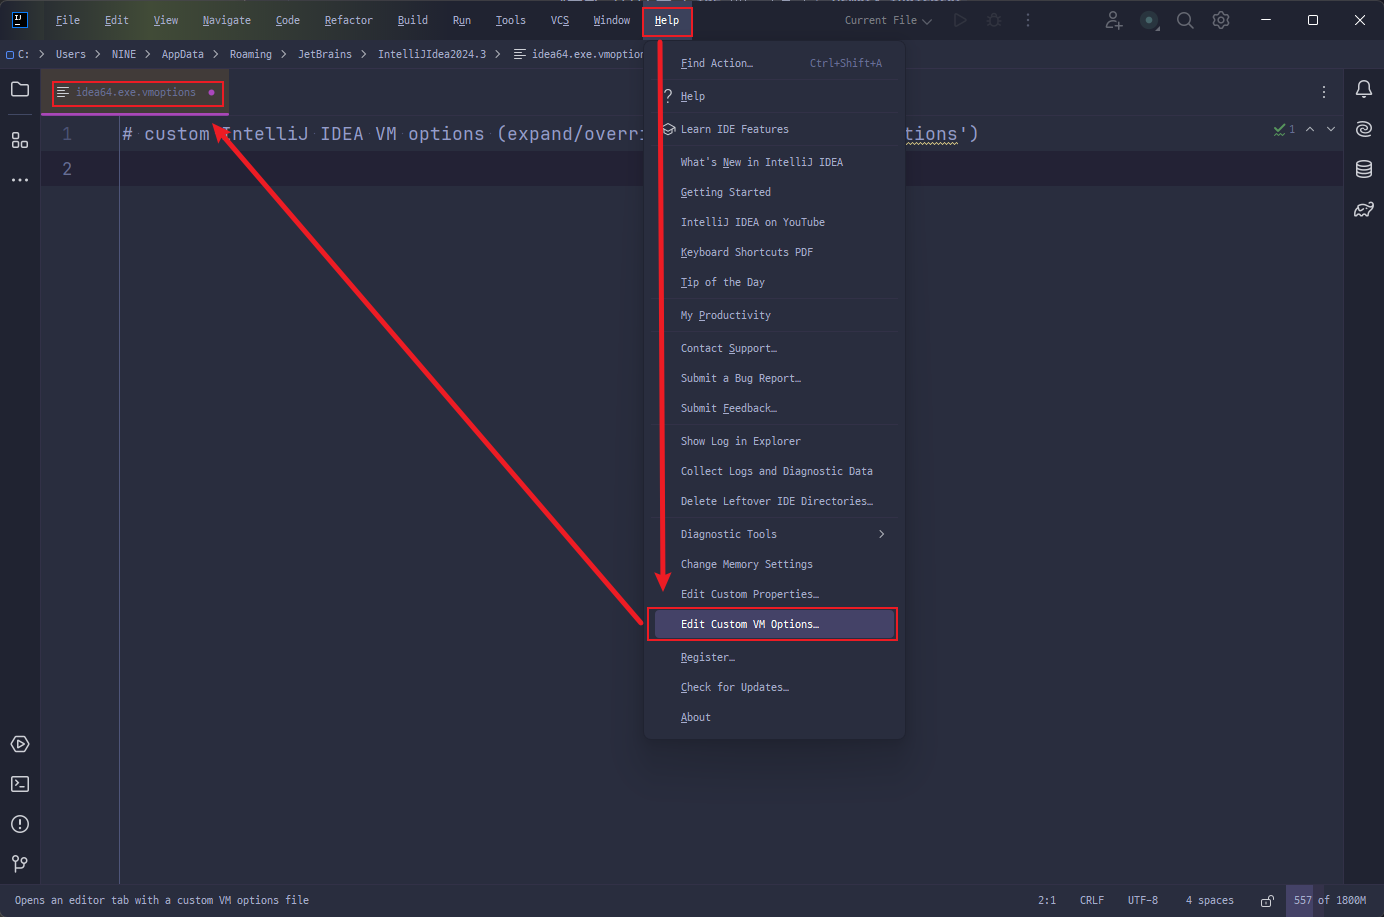 File Edit View Navigate Code Refactor Build Run Tools VCS Window Help Current File
C: > Users > NINE > AppData > Roaming > JetBrains > IntelliJIdea2024.3 > idea64.exe.vmoption
idea64.exe.vmoptions
1 # custom IntelliJ IDEA VM options (expand/overri tions')
1
2
Find Action… Ctrl+Shift+A
? Help
Learn IDE Features
What's New in IntelliJ IDEA
Getting Started
IntelliJ IDEA on YouTube
Keyboard Shortcuts PDF
Tip of the Day
My Productivity
Contact Support…
Submit a Bug Report…
Submit Feedback…
Show Log in Explorer
Collect Logs and Diagnostic Data
Delete Leftover IDE Directories…
Diagnostic Tools >
Change Memory Settings
Edit Custom Properties…
Edit Custom VM Options…
Register…
Check for Updates…
About
Opens an editor tab with a custom VM options file 2:1 CRLF UTF-8 4 spaces 557 of 1800M